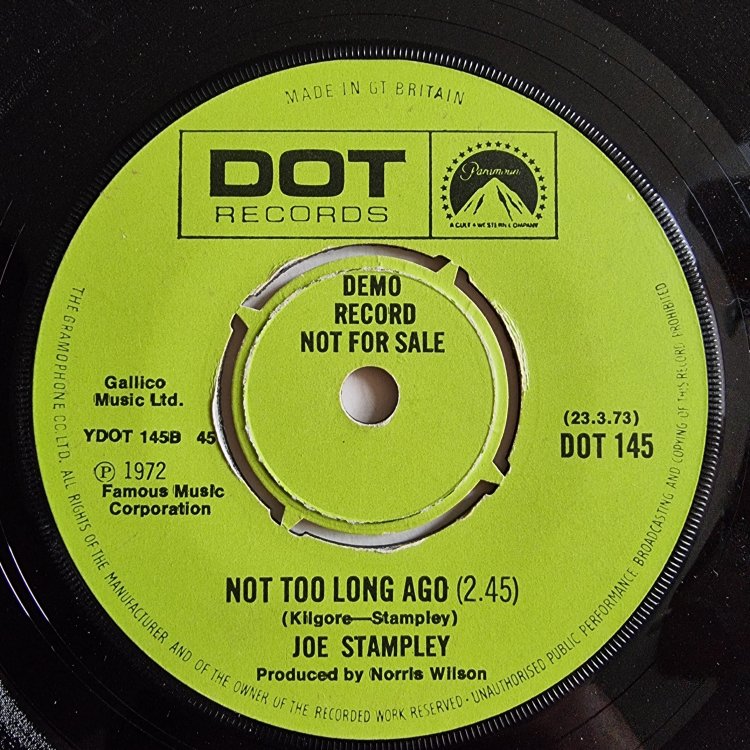 MADE IN GT BRITAIN
DOT
RECORDS
Paramount
A GULF + WESTERN COMPANY
DEMO
RECORD
NOT FOR SALE
Gallico
Music Ltd.
YDOT 145B 45
Ⓟ 1972
Famous Music
Corporation
(23.3.73)
DOT 145
NOT TOO LONG AGO (2.45)
(Kilgore—Stampley)
JOE STAMPLEY
Produced by Norris Wilson
THE GRAMOPHONE CO. LTD. ALL RIGHTS OF THE MANUFACTURER AND OF THE OWNER OF THE RECORDED WORK RESERVED · UNAUTHORISED PUBLIC PERFORMANCE BROADCASTING AND COPYING OF THIS RECORD PROHIBITED